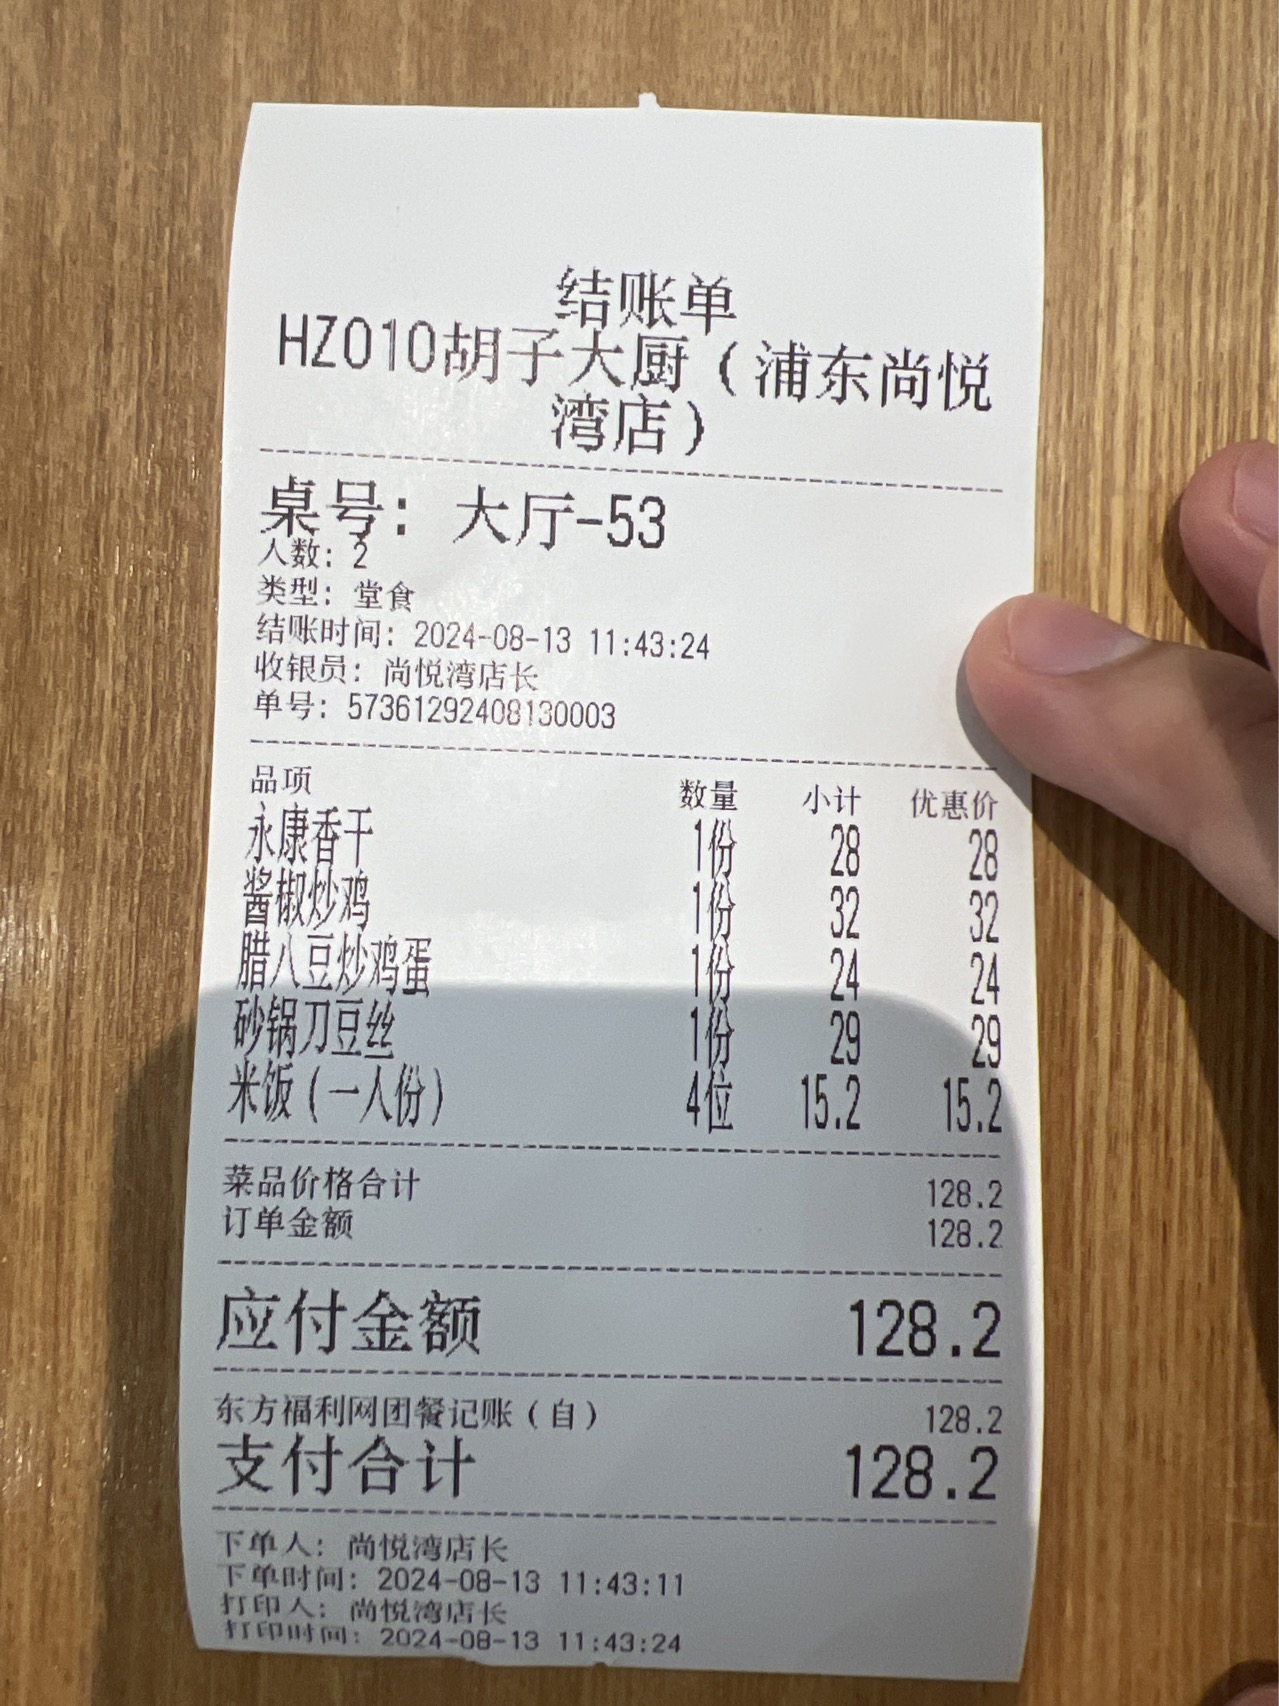 结账单
HZ010胡子大厨（浦东尚悦
湾店）
桌号：大厅-53
人数：2
类型：堂食
结账时间：2024-08-13 11:43:24
收银员：尚悦湾店长
单号：573612924081300003
品项 数量 小计 优惠价
永康香干 1份 28 28
酱椒炒鸡 1份 32 32
腊八豆炒鸡蛋 1份 24 24
砂锅刀豆丝 1份 29 29
米饭（一人份） 4位 15.2 15.2
菜品价格合计 128.2
订单金额 128.2
应付金额 128.2
东方福利网团餐记账（自） 128.2
支付合计 128.2
下单人：尚悦湾店长
下单时间：2024-08-13 11:43:11
打印人：尚悦湾店长
打印时间：2024-08-13 11:43:24